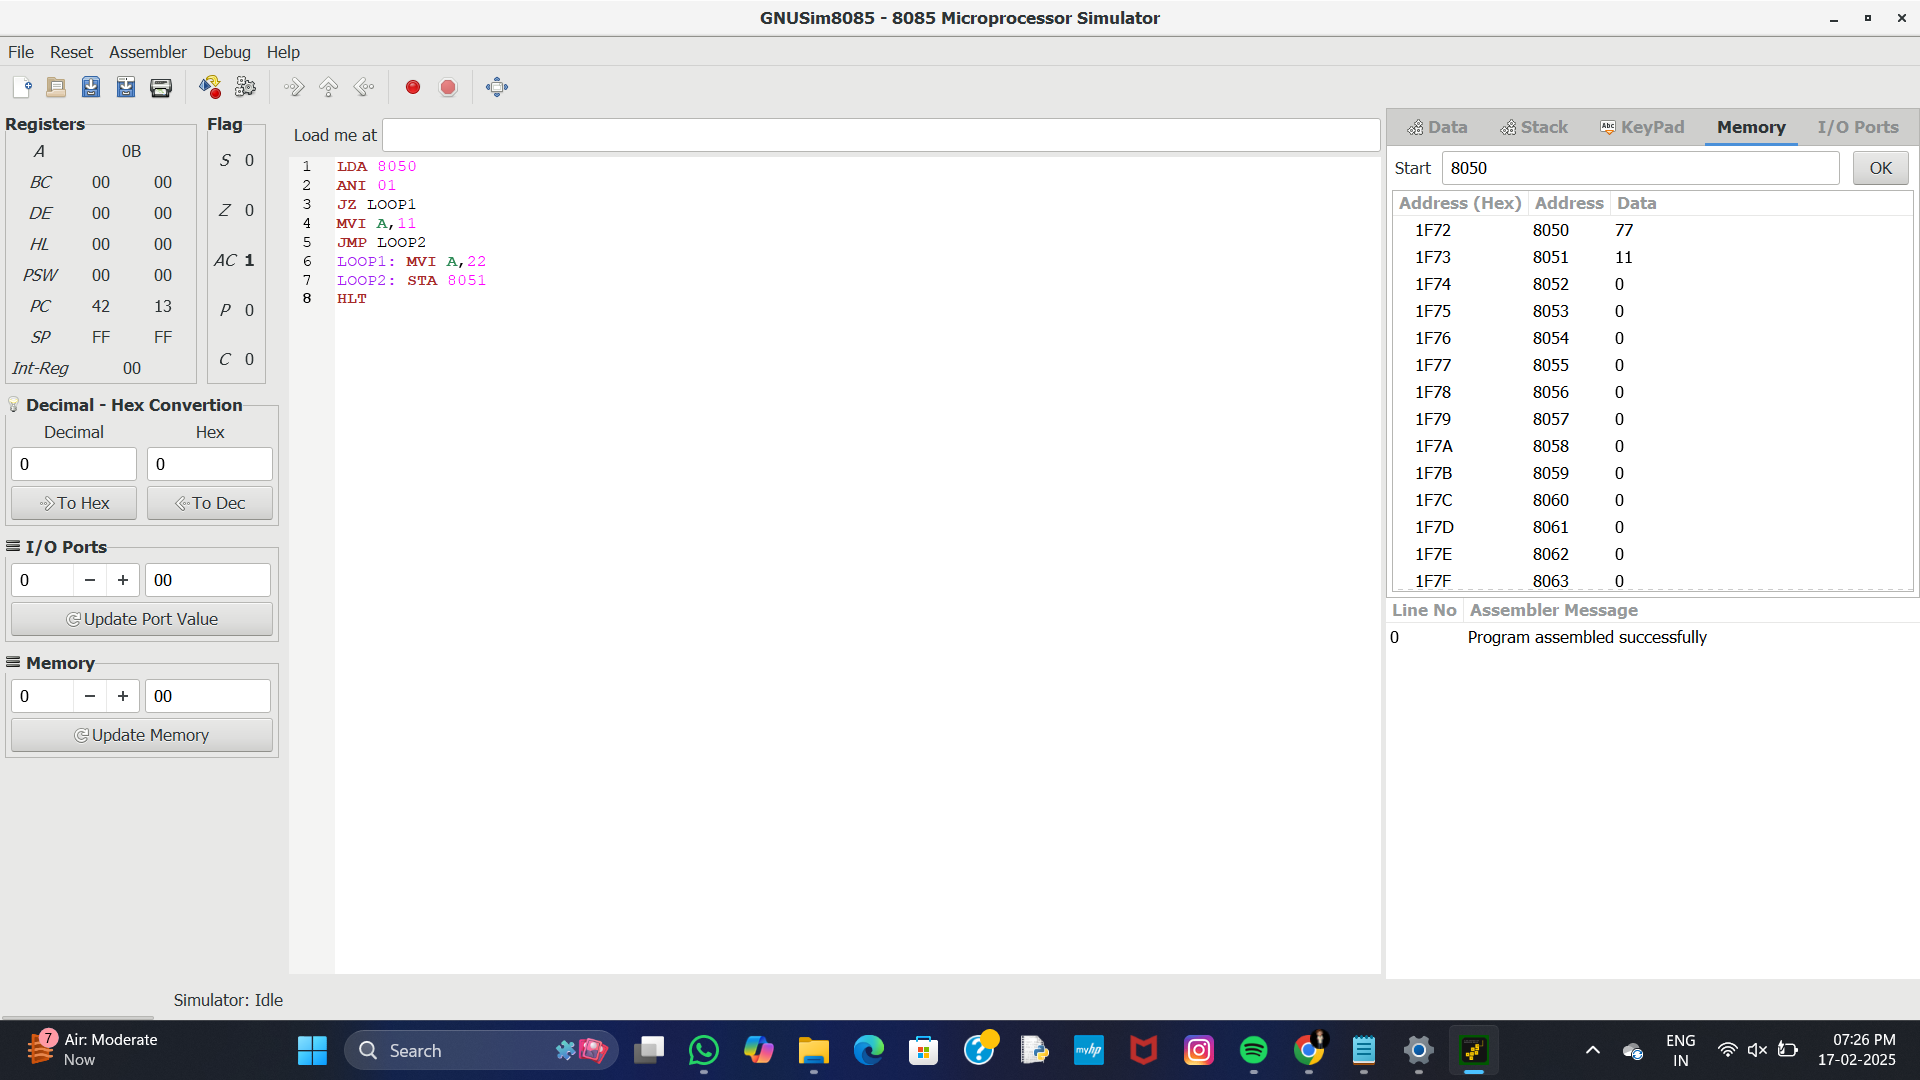 GNUSim8085 - 8085 Microprocessor Simulator
File Reset Assembler Debug Help
Registers
A 0B
BC 00 00
DE 00 00
HL 00 00
PSW 00 00
PC 42 13
SP FF FF
Int-Reg 00
Flag
S 0
Z 0
AC 1
P 0
C 0
Decimal - Hex Convertion
Decimal Hex
0 0
To Hex To Dec
I/O Ports
0 − + 00
Update Port Value
Memory
0 − + 00
Update Memory
Load me at
1 LDA 8050
2 ANI 01
3 JZ LOOP1
4 MVI A,11
5 JMP LOOP2
6 LOOP1: MVI A,22
7 LOOP2: STA 8051
8 HLT
Data Stack Abc KeyPad Memory I/O Ports
Start 8050 OK
Address (Hex) Address Data
1F72 8050 77
1F73 8051 11
1F74 8052 0
1F75 8053 0
1F76 8054 0
1F77 8055 0
1F78 8056 0
1F79 8057 0
1F7A 8058 0
1F7B 8059 0
1F7C 8060 0
1F7D 8061 0
1F7E 8062 0
1F7F 8063 0
Line No Assembler Message
0 Program assembled successfully
Simulator: Idle
7 Air: Moderate
Now
Search
myhp
ENG
IN
07:26 PM
17-02-2025